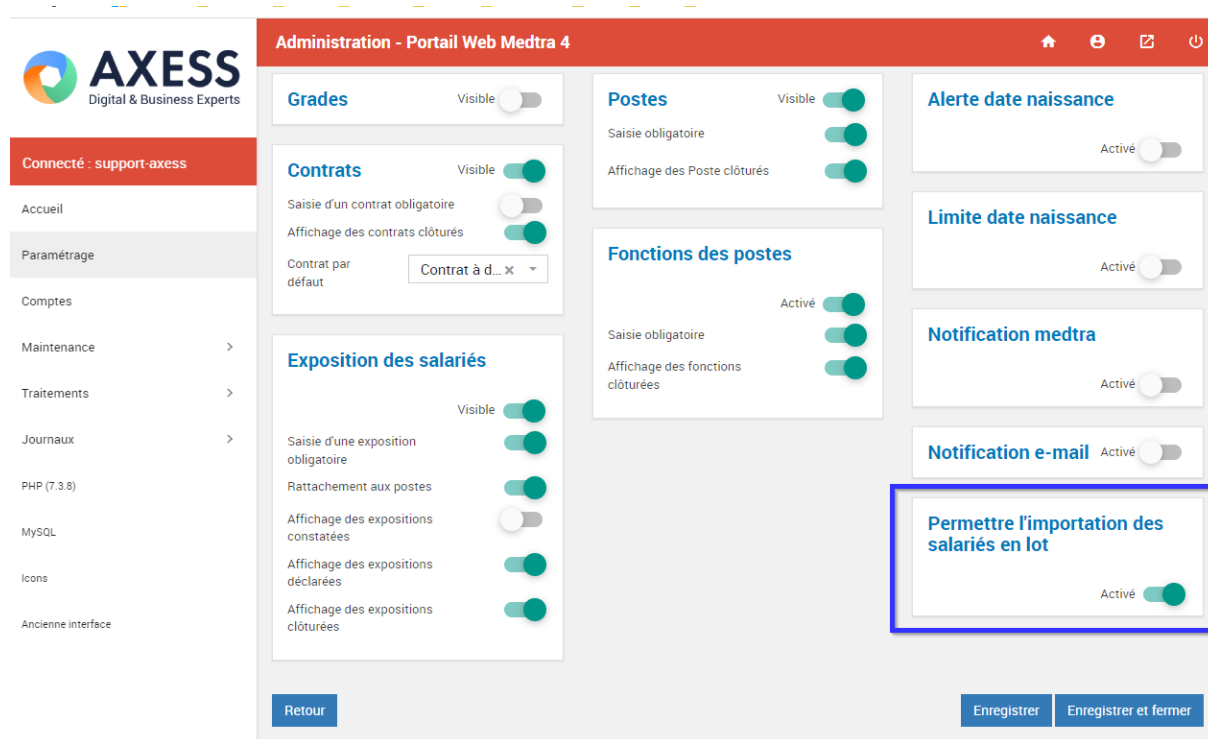 AXESS
Digital & Business Experts
Connecté : support-axess
Accueil
Paramétrage
Comptes
Maintenance
Traitements
Journaux
PHP (7.3.8)
MySQL
Icons
Ancienne interface
Administration - Portail Web Medtra 4
Grades
Visible
Contrats
Visible
Saisie d'un contrat obligatoire
Affichage des contrats clôturés
Contrat par
défaut
Contrat à d...
Exposition des salariés
Visible
Saisie d'une exposition
obligatoire
Rattachement aux postes
Affichage des expositions
constatées
Affichage des expositions
déclarées
Affichage des expositions
clôturées
Postes
Visible
Saisie obligatoire
Affichage des Poste clôturés
Fonctions des postes
Activé
Saisie obligatoire
Affichage des fonctions
clôturées
Alerte date naissance
Activé
Limite date naissance
Activé
Notification medtra
Activé
Notification e-mail
Activé
Permettre l'importation des
salariés en lot
Activé
Retour
Enregistrer
Enregistrer et fermer